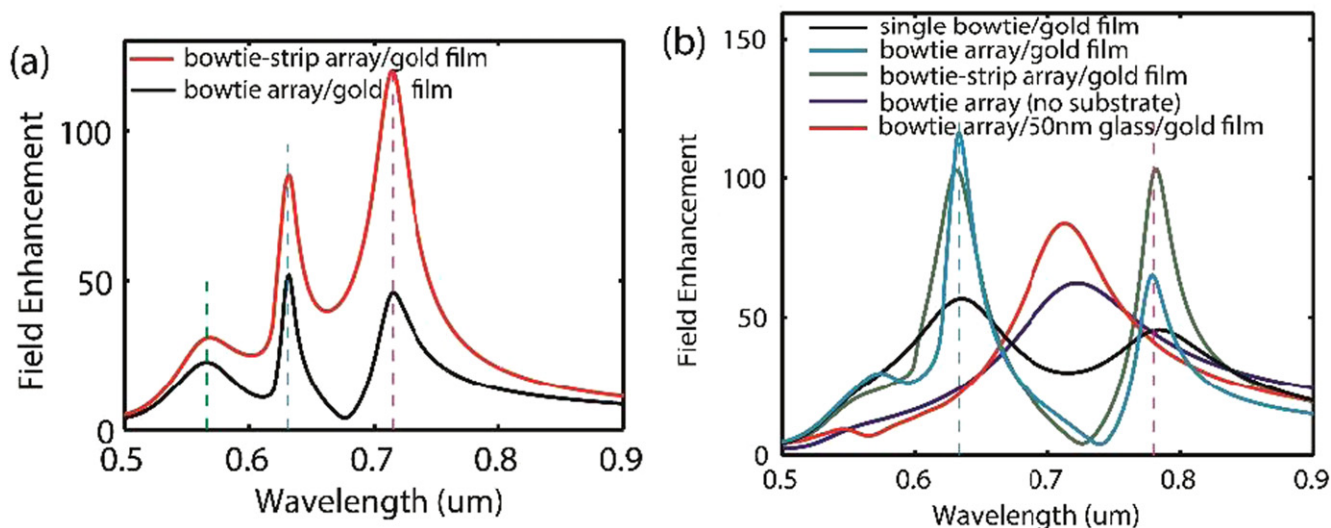 (a)
bowtie-strip array/gold film
bowtie array/gold film
100
50
0
0.5 0.6 0.7 0.8 0.9
Field Enhancement
Wavelength (um)
(b)
single bowtie/gold film
bowtie array/gold film
bowtie-strip array/gold film
bowtie array (no substrate)
bowtie array/50nm glass/gold film
150
100
50
0
0.5 0.6 0.7 0.8 0.9
Field Enhancement
Wavelength (um)